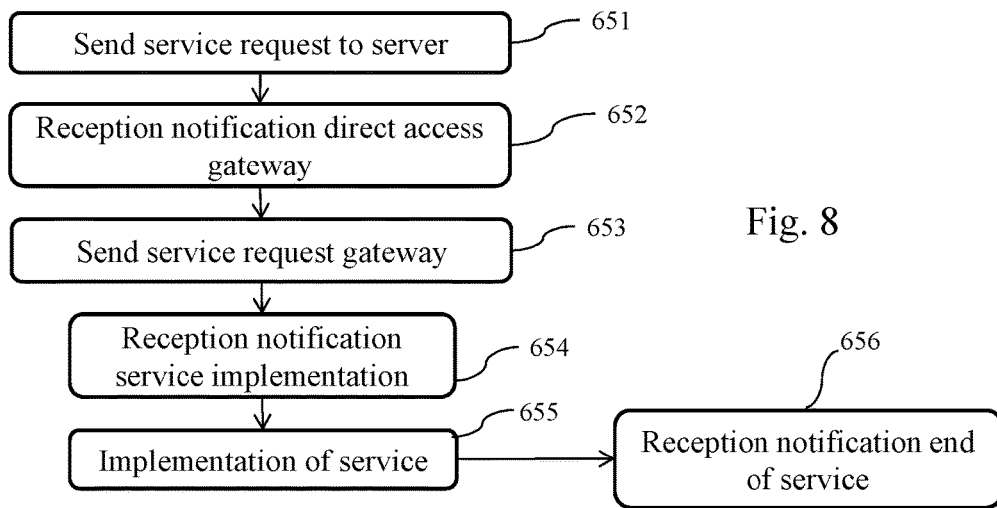 Send service request to server
651
Reception notification direct access
gateway
652
Send service request gateway
653
Fig. 8
Reception notification
service implementation
654
Implementation of service
655
Reception notification end
of service
656